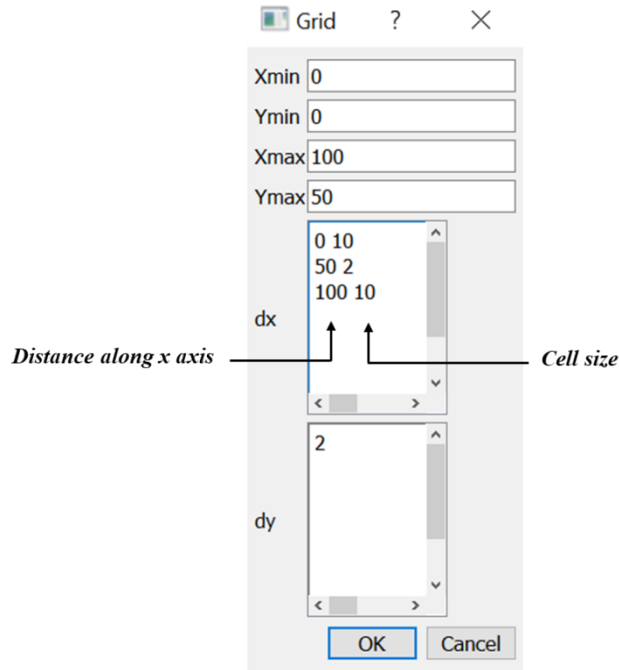 Grid ?
Xmin 0
Ymin 0
Xmax 100
Ymax 50
0 10
50 2
100 10
dx
Distance along x axis
Cell size
2
dy
OK Cancel